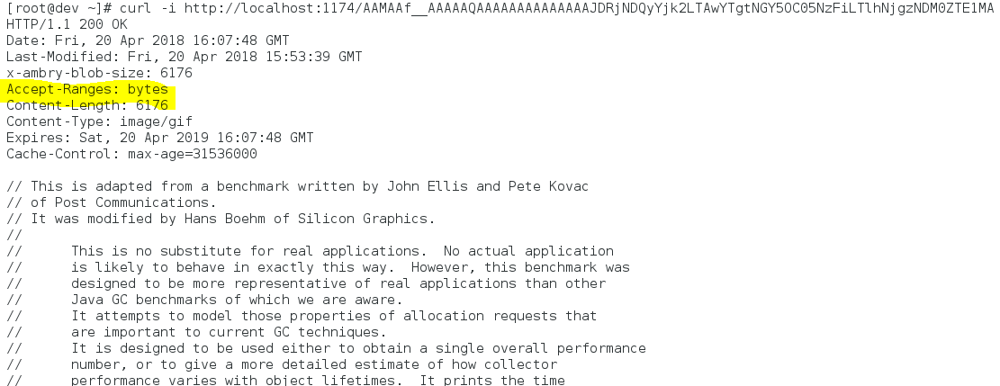 [root@dev ~]# curl -i http://localhost:1174/AAMAAf__AAAAAQAAAAAAAAAAAAAAJDRjNDQyYjk2LTAwYTgtNGY5OC05NzFiLTlhNjgzNDM0ZTE1MA
HTTP/1.1 200 OK
Date: Fri, 20 Apr 2018 16:07:48 GMT
Last-Modified: Fri, 20 Apr 2018 15:53:39 GMT
x-ambry-blob-size: 6176
Accept-Ranges: bytes
Content-Length: 6176
Content-Type: image/gif
Expires: Sat, 20 Apr 2019 16:07:48 GMT
Cache-Control: max-age=31536000

// This is adapted from a benchmark written by John Ellis and Pete Kovac
// of Post Communications.
// It was modified by Hans Boehm of Silicon Graphics.
//
//      This is no substitute for real applications.  No actual application
//      is likely to behave in exactly this way.  However, this benchmark was
//      designed to be more representative of real applications than other
//      Java GC benchmarks of which we are aware.
//      It attempts to model those properties of allocation requests that
//      are important to current GC techniques.
//      It is designed to be used either to obtain a single overall performance
//      number, or to give a more detailed estimate of how collector
//      performance varies with object lifetimes.  It prints the time